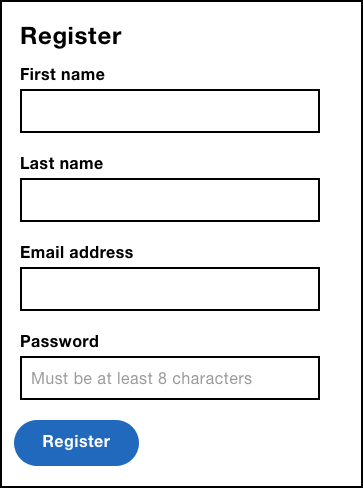 Register
First name
Last name
Email address
Password
Must be at least 8 characters
Register